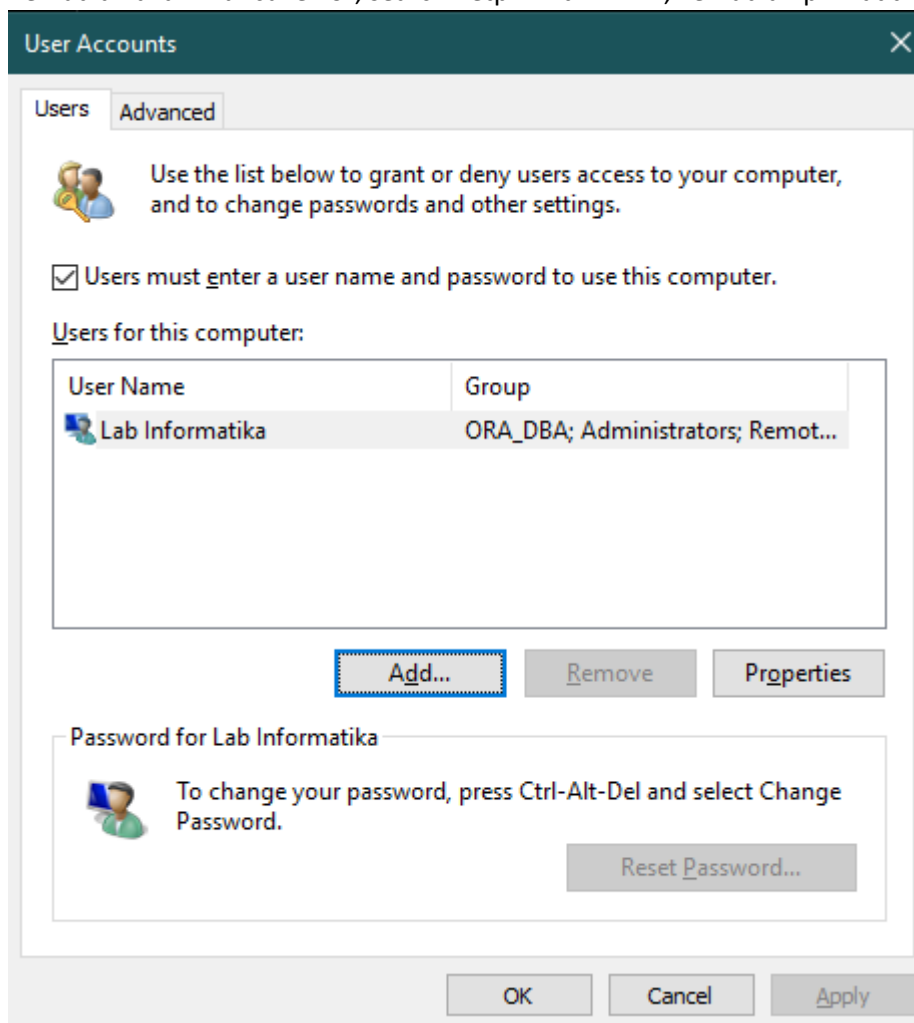 User Accounts
Users Advanced
Use the list below to grant or deny users access to your computer,
and to change passwords and other settings.
Users must enter a user name and password to use this computer.
Users for this computer:
User Name Group
Lab Informatika ORA_DBA; Administrators; Remot...
Add... Remove Properties
Password for Lab Informatika
To change your password, press Ctrl-Alt-Del and select Change
Password.
Reset Password...
OK Cancel Apply